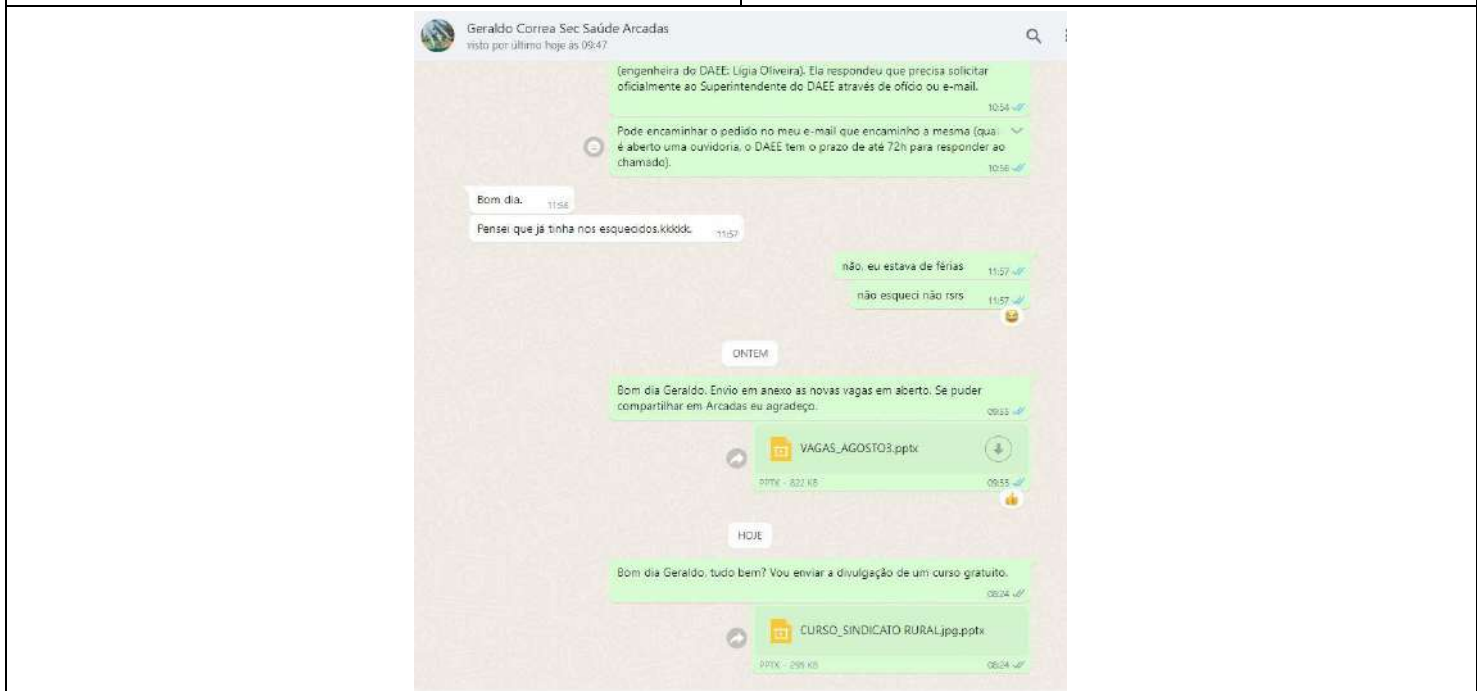 Geraldo Correa Sec Saúde Arcadas
visto por último hoje às 09:47
(engenheira do DAEE: Lígia Oliveira). Ela respondeu que precisa solicitar
oficialmente ao Superintendente do DAEE através de ofício ou e-mail.
10:54
Pode encaminhar o pedido no meu e-mail que encaminho a mesma (qua
é aberto uma ouvidoria, o DAEE tem o prazo de até 72h para responder ao
chamado).
10:56
Bom dia.
11:56
Pensei que já tinha nos esquecidos,kkkkk.
11:57
não, eu estava de férias
11:57
não esqueci não rsrs
11:57
ONTEM
Bom dia Geraldo. Envio em anexo as novas vagas em aberto. Se puder
compartilhar em Arcadas eu agradeço.
VAGAS_AGOSTO3.pptx
PPTX - 822 KB
09:55
HOJE
Bom dia Geraldo, tudo bem? Vou enviar a divulgação de um curso gratuito.
08:24
CURSO_SINDICATO RURAL.jpg.pptx
PPTX - 298 KB
08:24